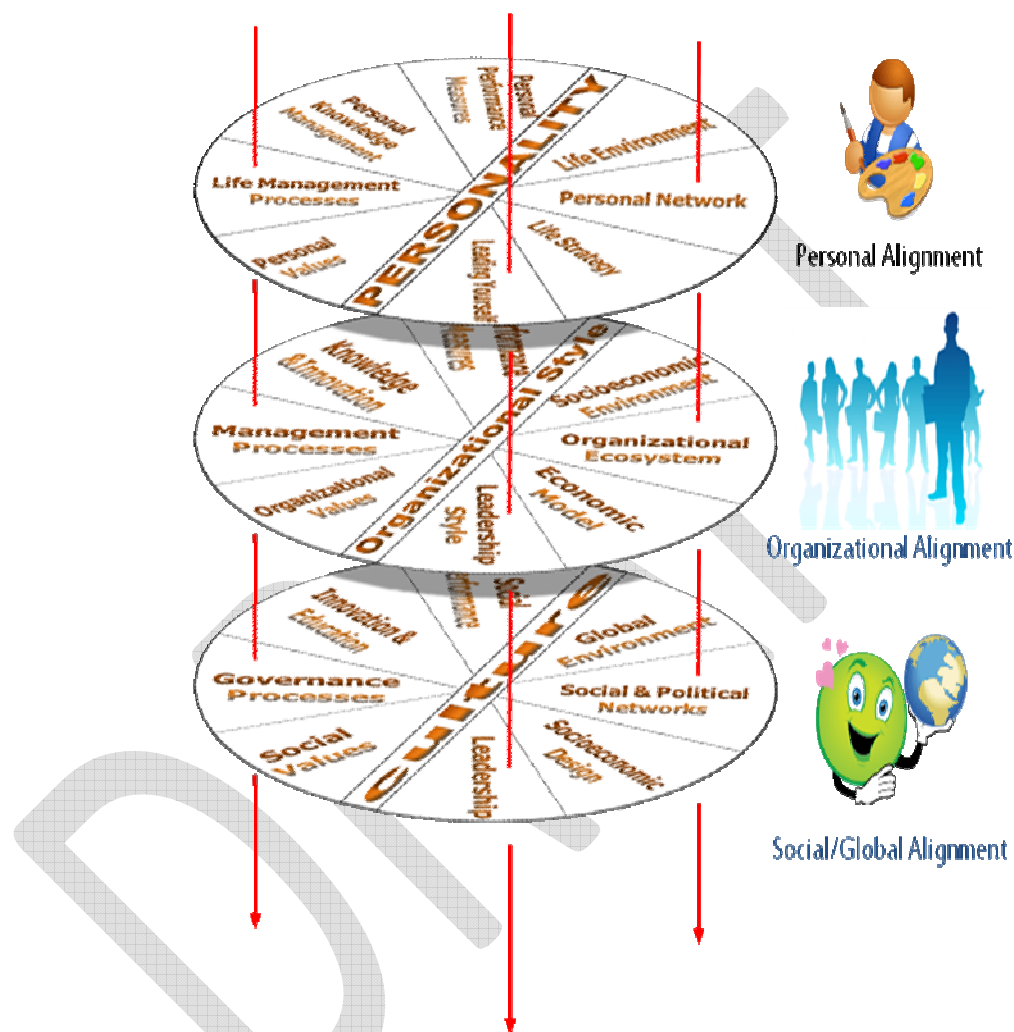 Personal
Performance
Measures
Personal
Knowledge
Management
Life Environment
Life Management
Processes
PERSONALITY
Personal Network
Personal
Values
Leading Yourself
Life Strategy
Personal Alignment
Knowledge
& Innovation
Measures
Organizational Style
Socioeconomic
Environment
Management
Processes
Organizational
Ecosystem
Organizational
Values
Leadership
Style
Economic
Model
Organizational Alignment
Innovation &
Education
Social
Culture
Global
Environment
Governance
Processes
Social & Political
Networks
Social
Values
Leadership
Socioeconomic
Design
Social/Global Alignment